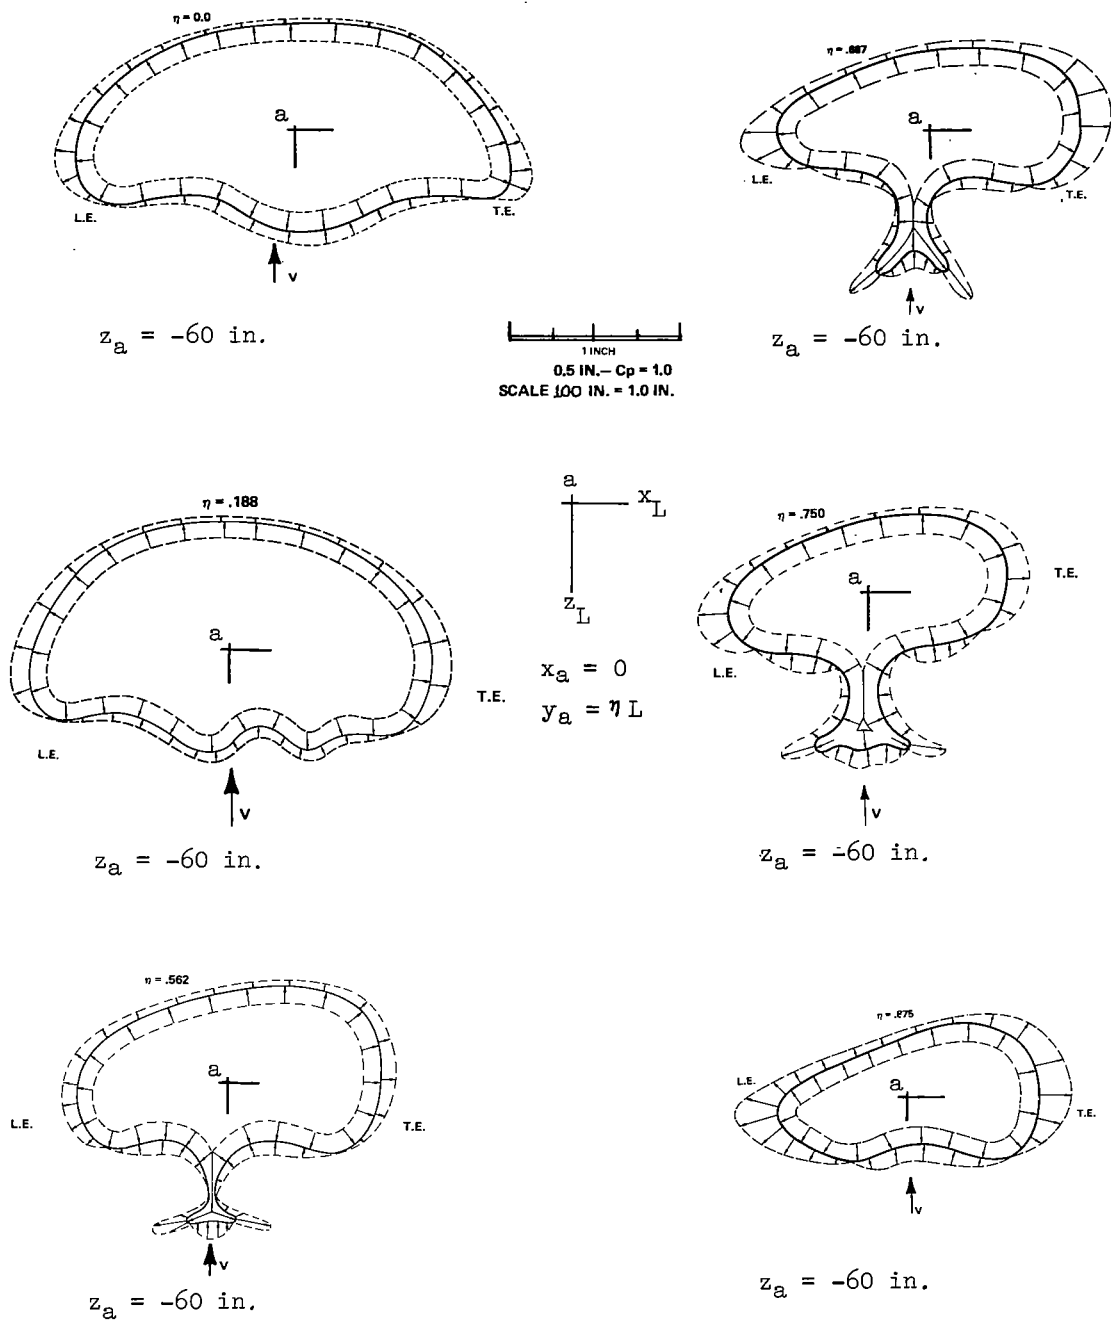 η = 0.0
a
L.E.
T.E.
v
z_a = -60 in.
η = .687
a
L.E.
T.E.
v
z_a = -60 in.
1 INCH
0.5 IN.– Cp = 1.0
SCALE 100 IN. = 1.0 IN.
η = .188
a
L.E.
T.E.
v
z_a = -60 in.
a
x_L
z_L
x_a = 0
y_a = η L
η = .750
a
L.E.
T.E.
v
z_a = -60 in.
η = .562
a
L.E.
T.E.
v
z_a = -60 in.
η = .875
a
L.E.
T.E.
v
z_a = -60 in.